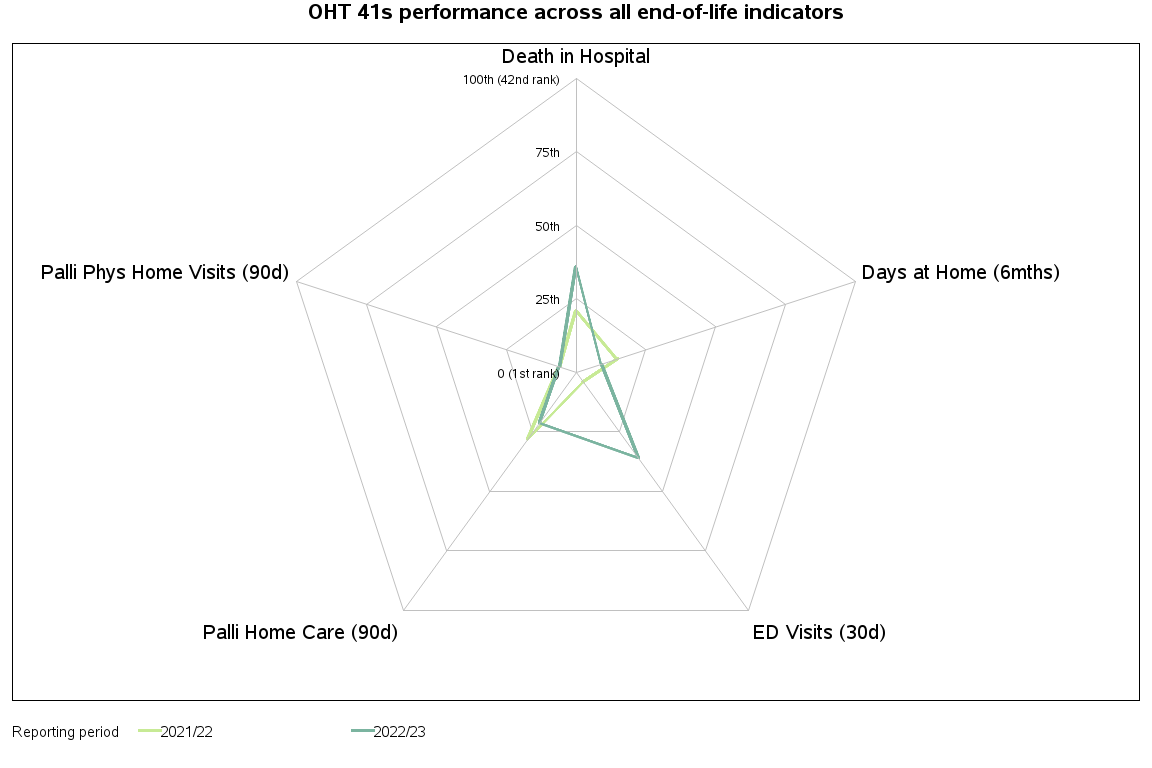 OHT 41s performance across all end-of-life indicators
Death in Hospital
100th (42nd rank)
75th
50th
25th
0 (1st rank)
Palli Phys Home Visits (90d)
Days at Home (6mths)
Palli Home Care (90d)
ED Visits (30d)
Reporting period 2021/22 2022/23